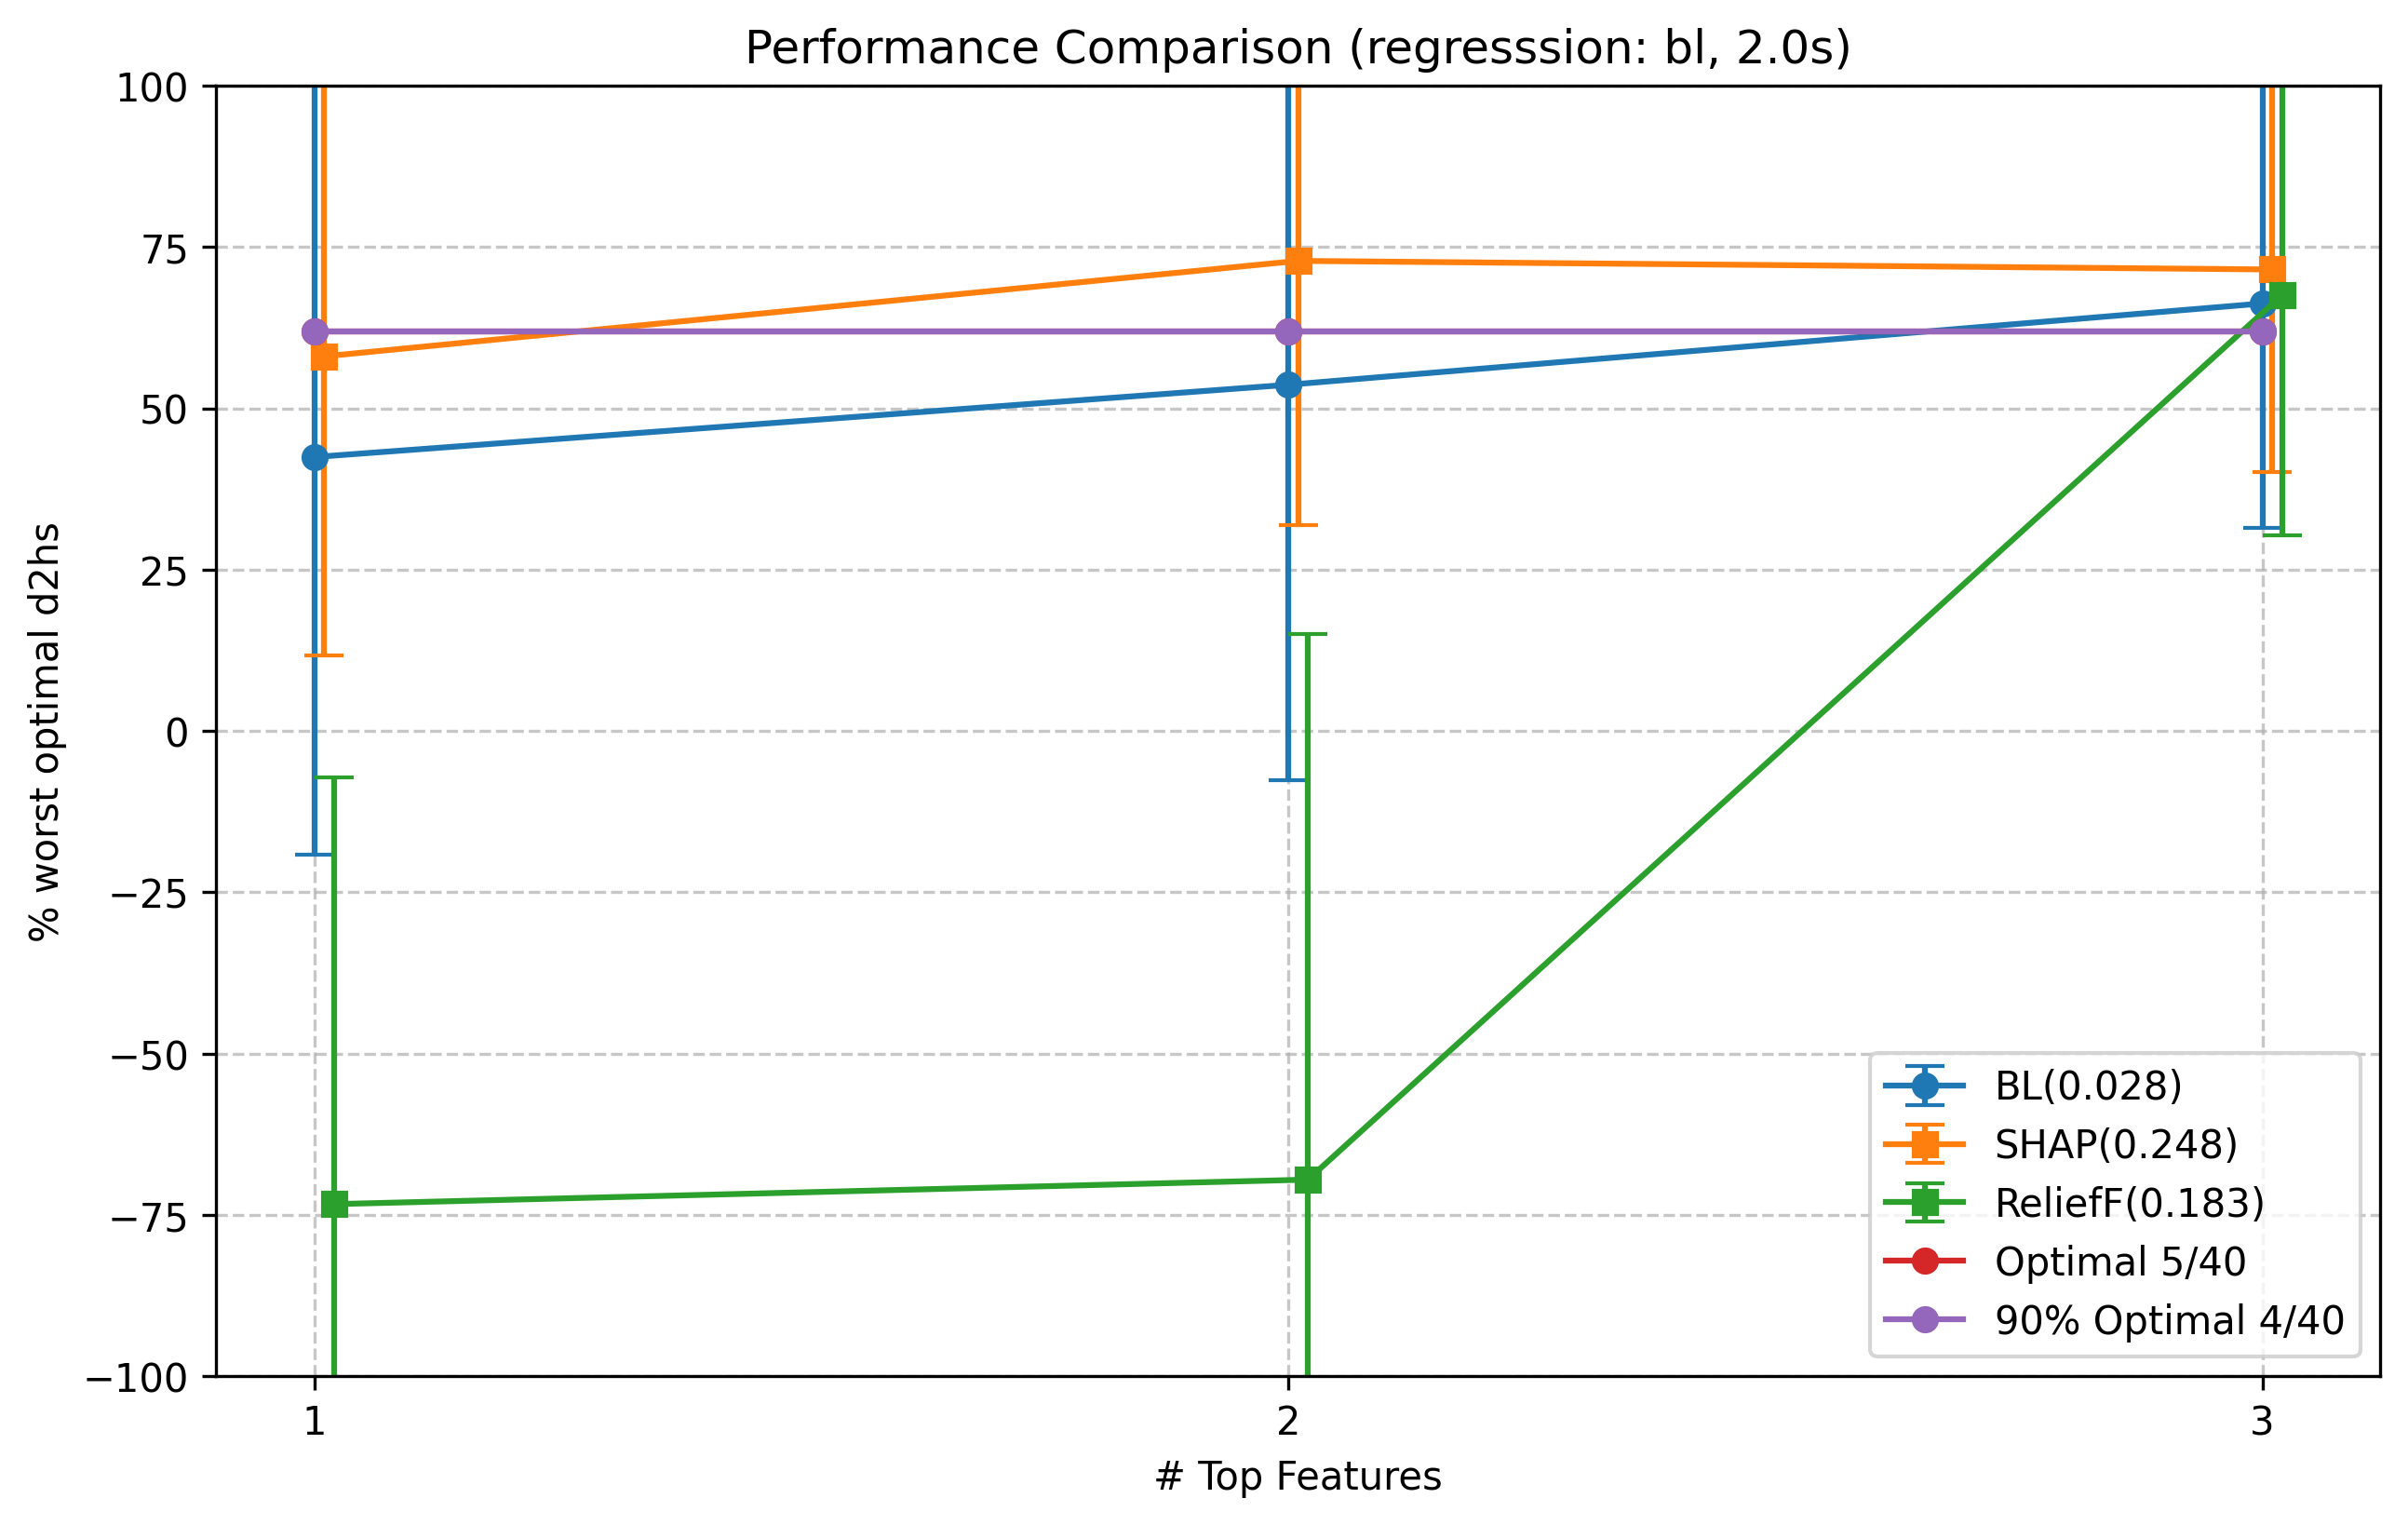 Performance Comparison (regresssion: bl, 2.0s)
100
75
50
25
0
−25
−50
−75
−100
% worst optimal d2hs
1
2
3
# Top Features
BL(0.028)
SHAP(0.248)
ReliefF(0.183)
Optimal 5/40
90% Optimal 4/40